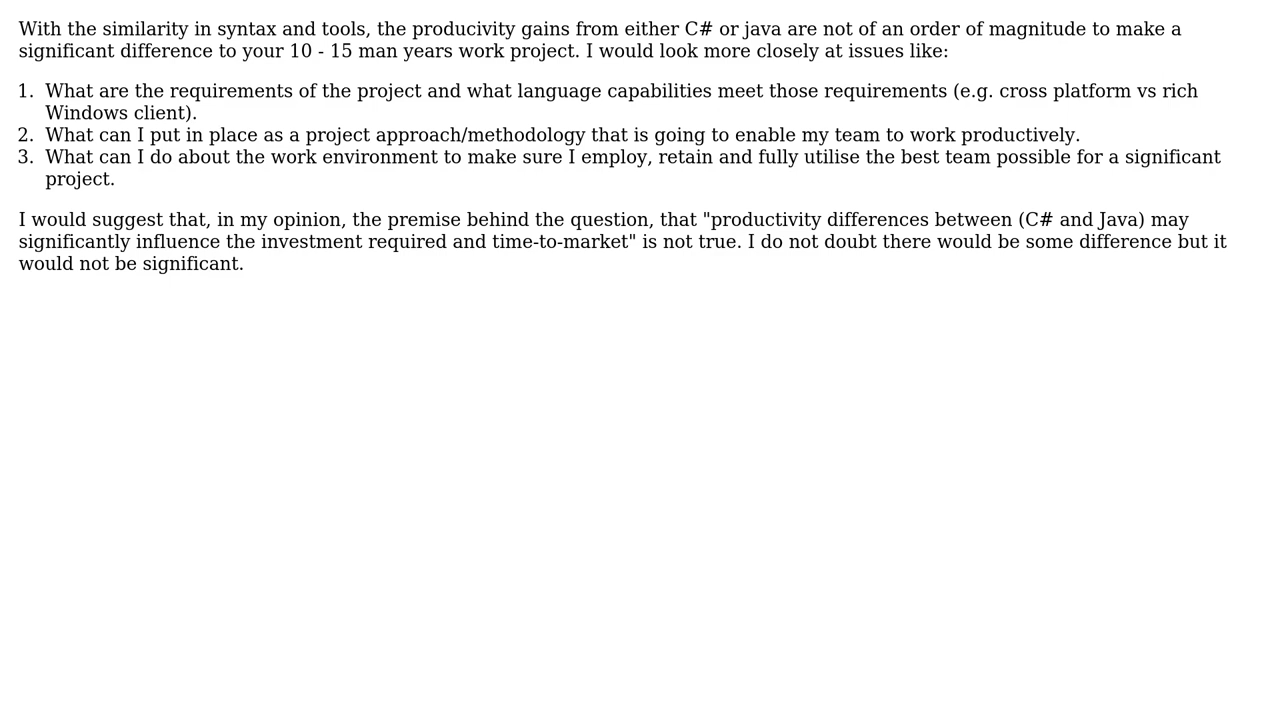 With the similarity in syntax and tools, the producivity gains from either C# or java are not of an order of magnitude to make a
significant difference to your 10 - 15 man years work project. I would look more closely at issues like:
1. What are the requirements of the project and what language capabilities meet those requirements (e.g. cross platform vs rich
Windows client).
2. What can I put in place as a project approach/methodology that is going to enable my team to work productively.
3. What can I do about the work environment to make sure I employ, retain and fully utilise the best team possible for a significant
project.
I would suggest that, in my opinion, the premise behind the question, that "productivity differences between (C# and Java) may
significantly influence the investment required and time-to-market" is not true. I do not doubt there would be some difference but it
would not be significant.